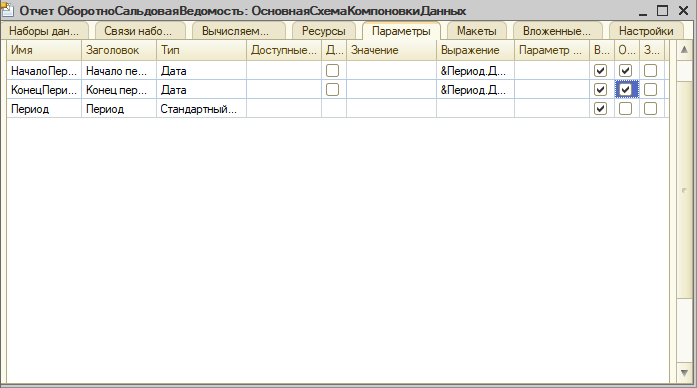 Отчет ОборотноСальдоваяВедомость: ОсновнаяСхемаКомпоновкиДанных
Наборы дан... Связи набо... Вычисляем... Ресурсы Параметры Макеты Вложенные... Настройки
Имя Заголовок Тип Доступные... Д... Значение Выражение Параметр ... В... О... З...
НачалоПер... Начало пе... Дата &Период.Д...
КонецПери... Конец пер... Дата &Период.Д...
Период Период Стандартный...